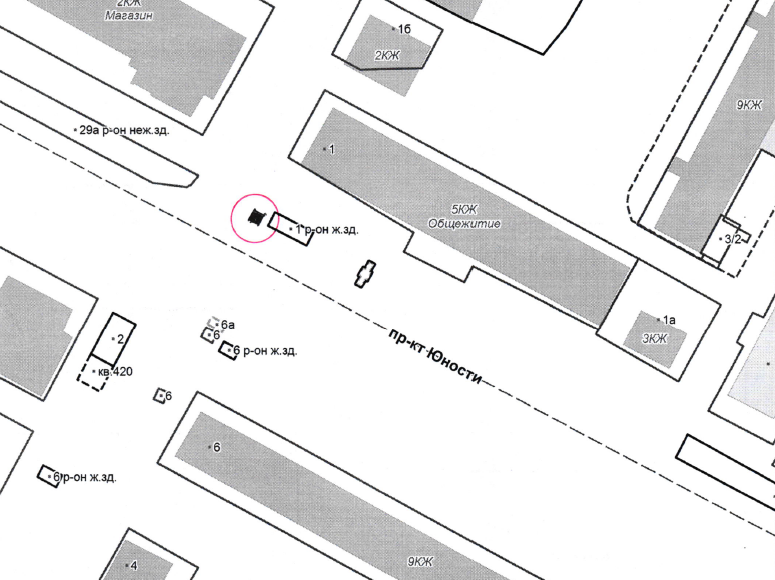 2КЖ
Магазин
1б
2КЖ
9КЖ
29а р-он неж.зд.
1
5КЖ
Общежитие
1 р-он ж.зд.
3/2
6а
6
6 р-он ж.зд.
2
кв.420
пр-кт Юности
1а
3КЖ
6
6
6 р-он ж.зд.
9КЖ
4